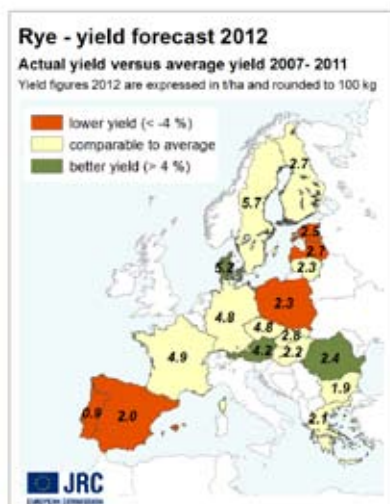 Rye - yield forecast 2012
Actual yield versus average yield 2007- 2011
Yield figures 2012 are expressed in t/ha and rounded to 100 kg
lower yield (< -4 %)
comparable to average
better yield (> 4 %)
2.7
5.7
2.5
2.7
5.2
2.3
4.8
2.3
4.8
2.8
4.2
2.2
4.9
2.4
1.9
0.9
2.0
2.1
JRC
EUROPEAN COMMISSION